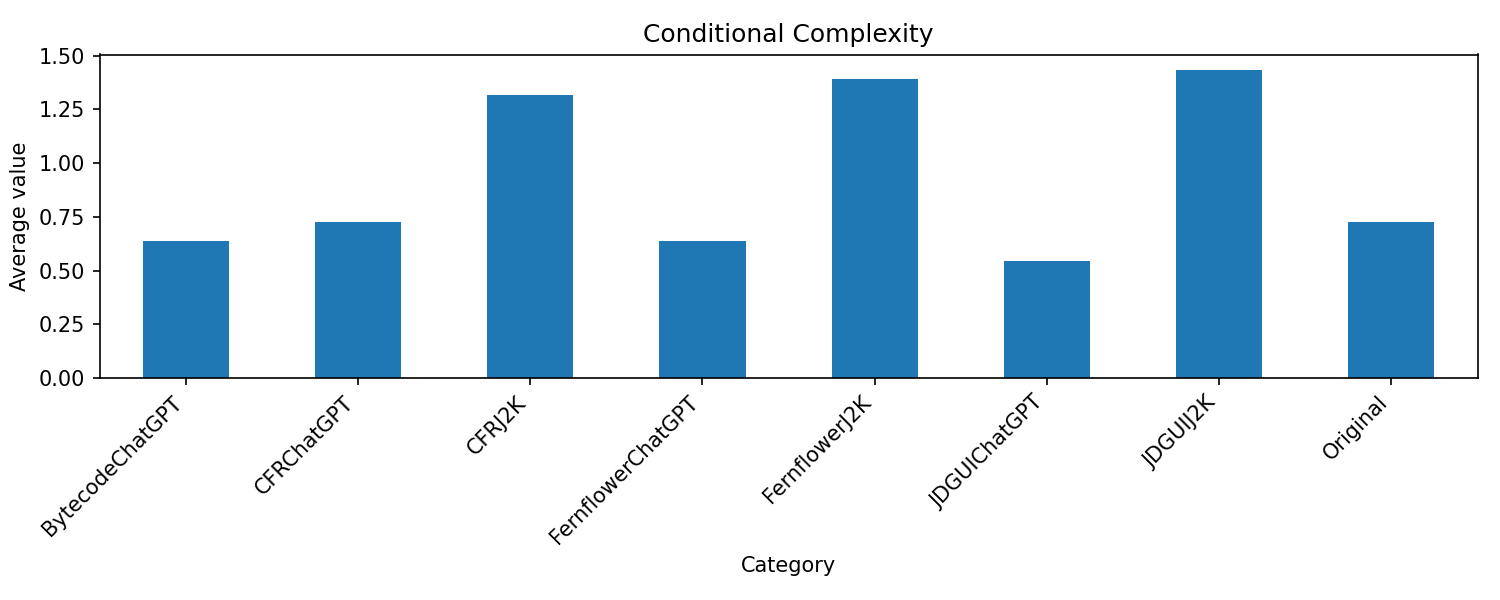 Conditional Complexity
Average value
1.50
1.25
1.00
0.75
0.50
0.25
0.00
BytecodeChatGPT
CFRChatGPT
CFRJ2K
FernflowerChatGPT
FernflowerJ2K
JDGUIChatGPT
JDGUIJ2K
Original
Category